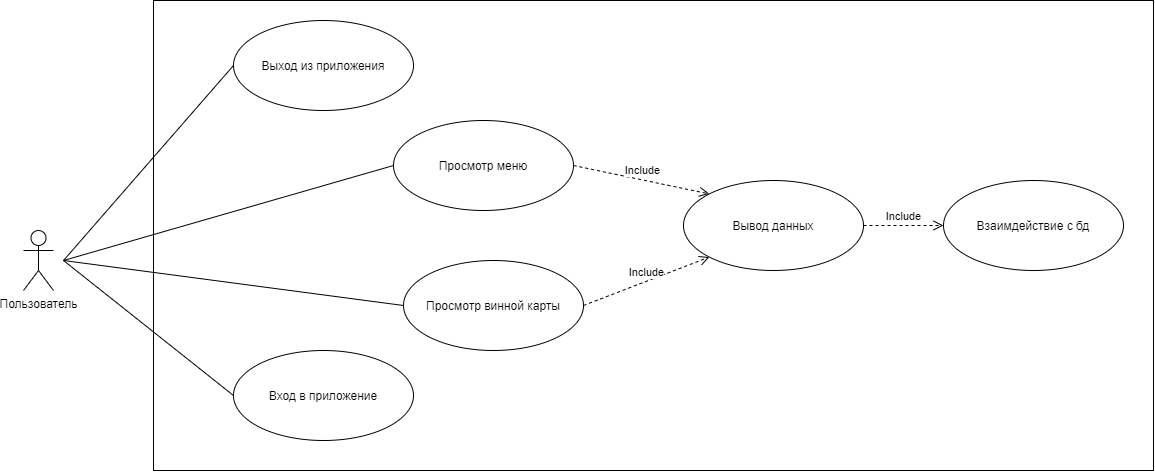 Выход из приложения
Просмотр меню
Include
Вывод данных
Include
Взаимдействие с бд
Include
Пользователь
Просмотр винной карты
Вход в приложение